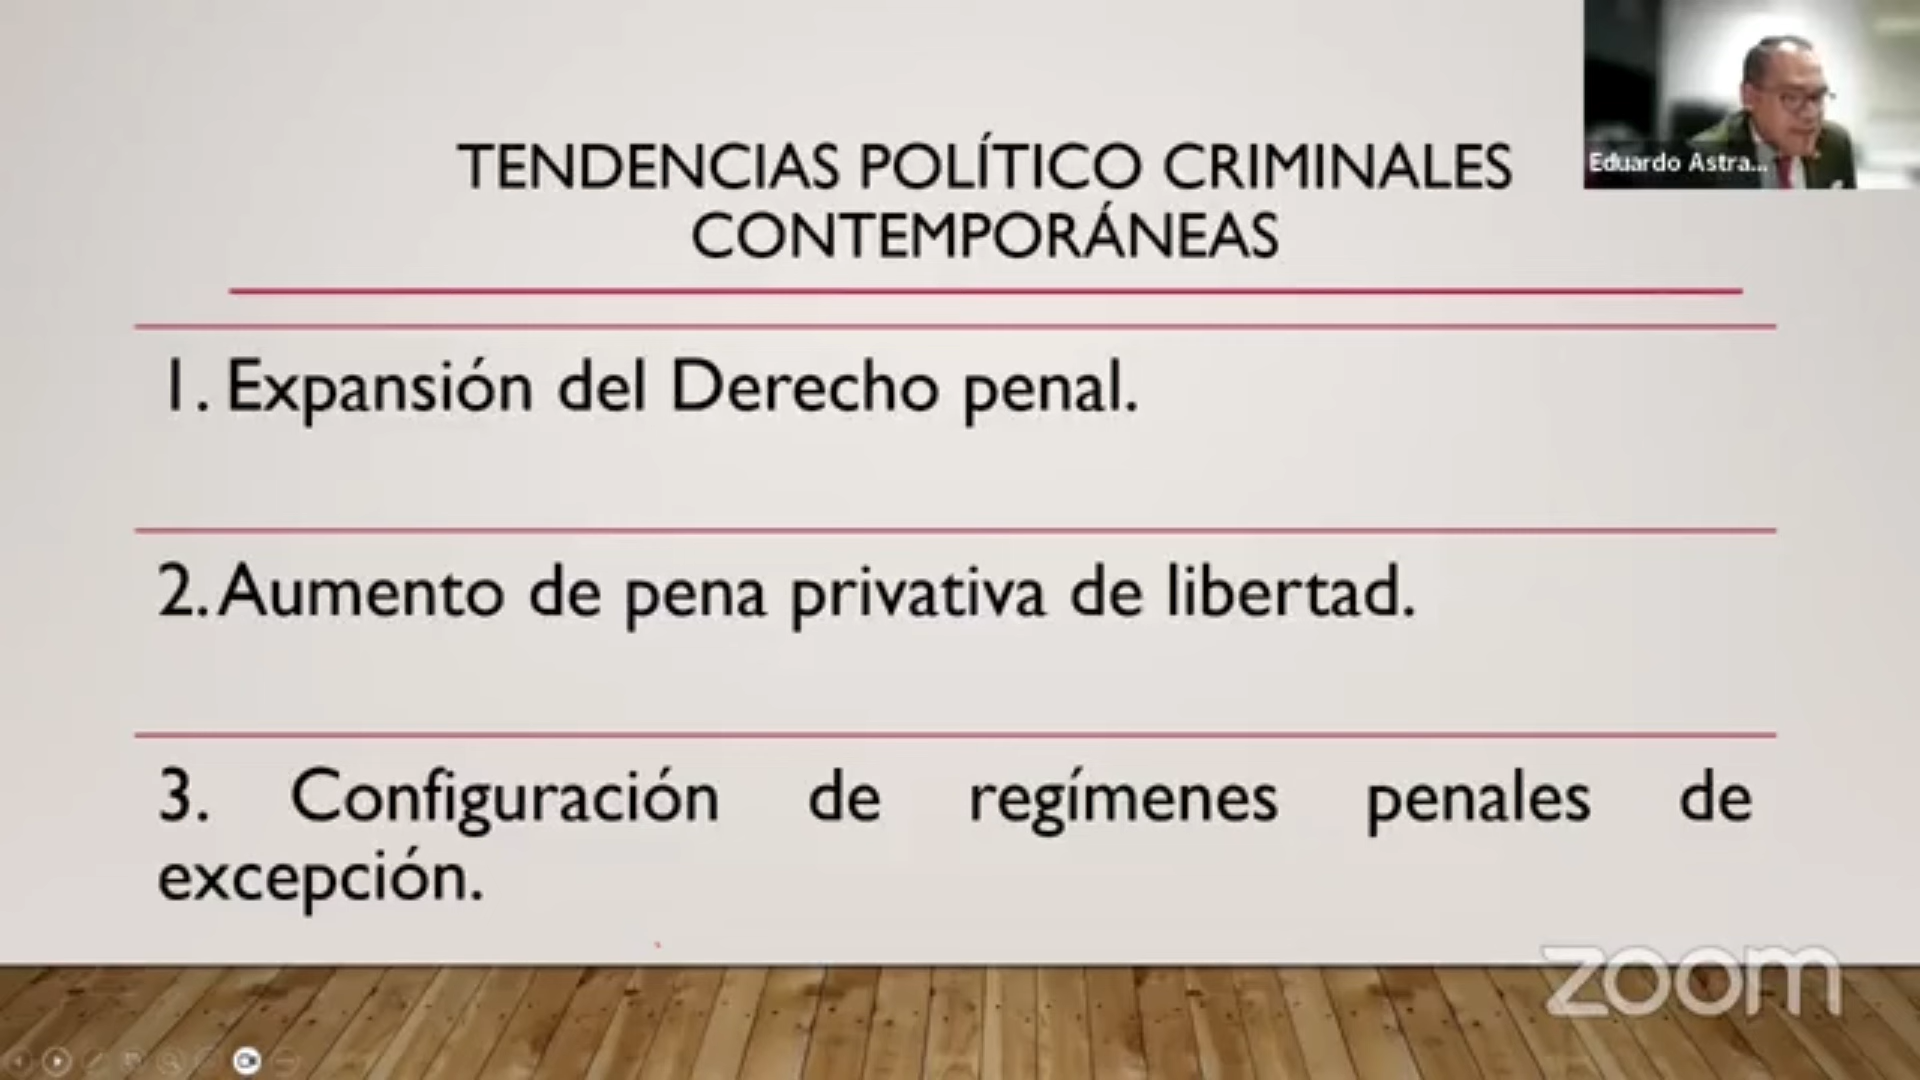 TENDENCIAS POLÍTICO CRIMINALES
CONTEMPORÁNEAS
Eduardo Astra...
1. Expansión del Derecho penal.
2. Aumento de pena privativa de libertad.
3. Configuración de regímenes penales de
excepción.
zoom